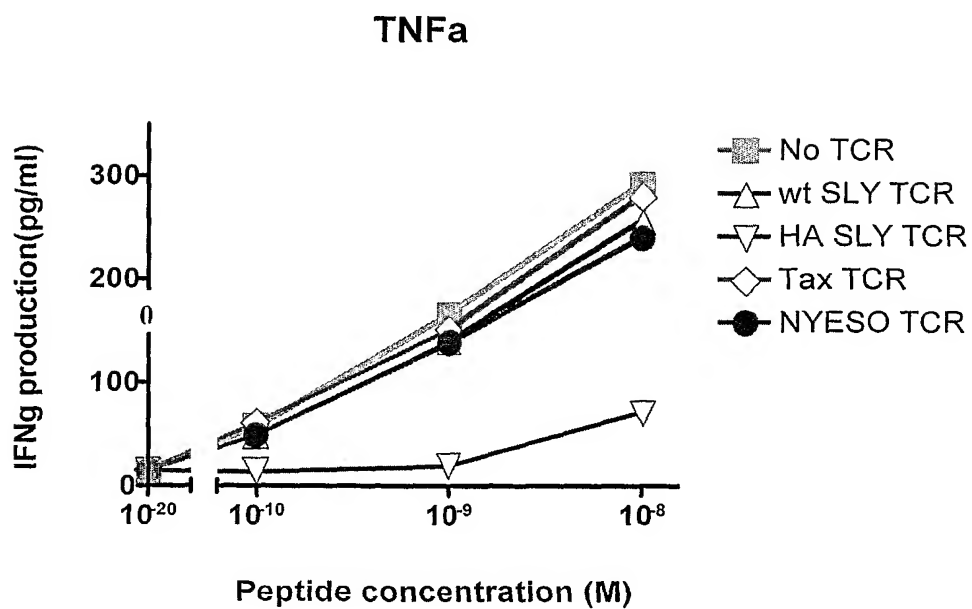 TNFa
IFNg production(pg/ml)
300
200
0
100
0
10⁻²⁰
10⁻¹⁰
10⁻⁹
10⁻⁸
Peptide concentration (M)
No TCR
wt SLY TCR
HA SLY TCR
Tax TCR
NYESO TCR